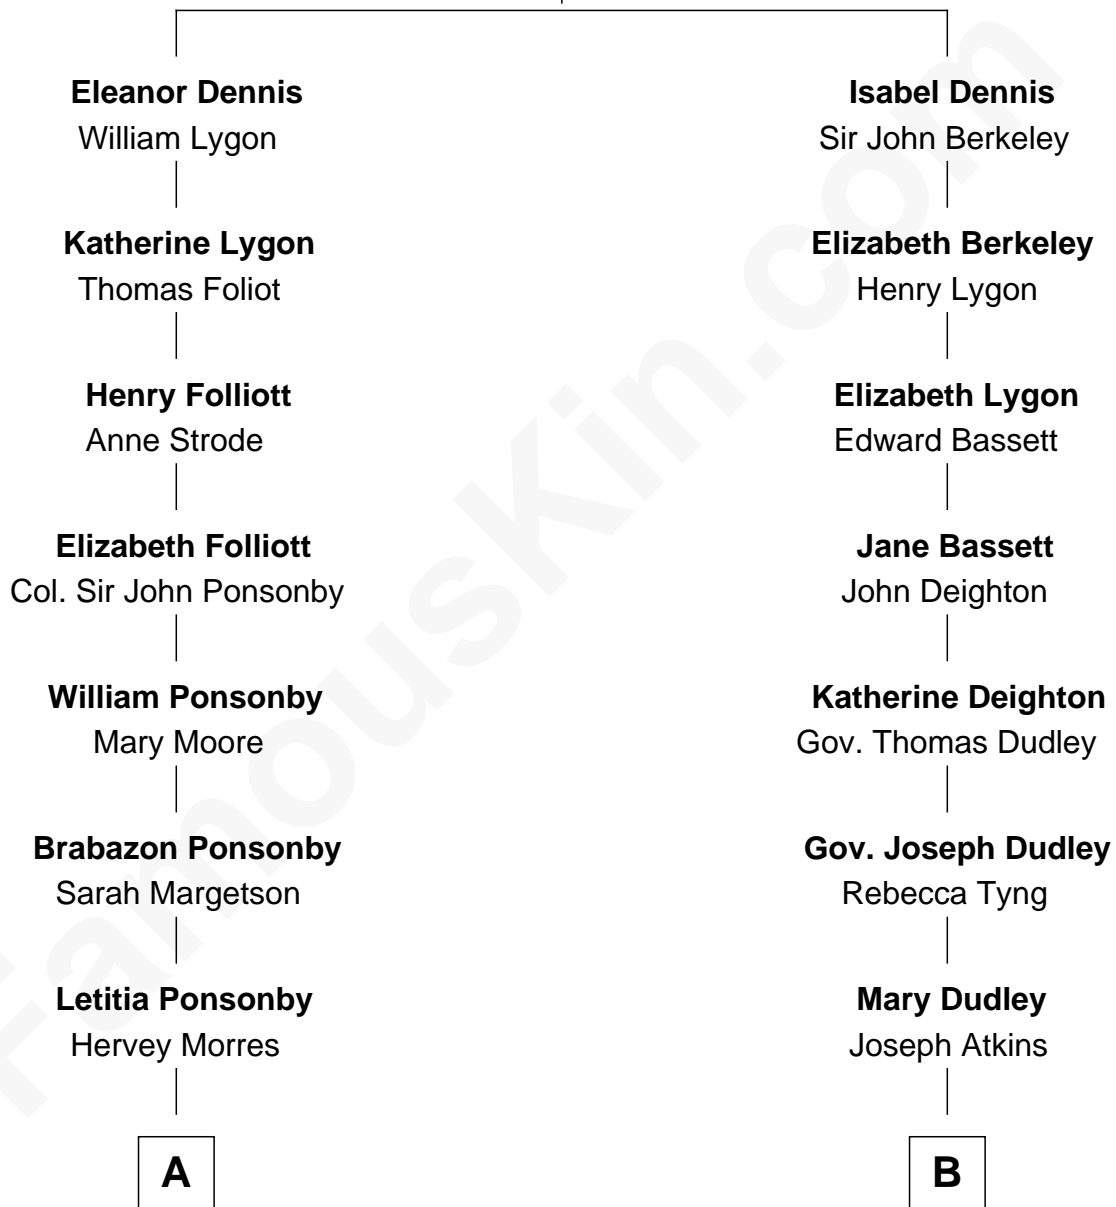 Eleanor Dennis
William Lygon
Isabel Dennis
Sir John Berkeley
Katherine Lygon
Thomas Foliot
Elizabeth Berkeley
Henry Lygon
Henry Folliott
Anne Strode
Elizabeth Lygon
Edward Bassett
Elizabeth Folliott
Col. Sir John Ponsonby
Jane Bassett
John Deighton
William Ponsonby
Mary Moore
Katherine Deighton
Gov. Thomas Dudley
Brabazon Ponsonby
Sarah Margetson
Gov. Joseph Dudley
Rebecca Tyng
Letitia Ponsonby
Hervey Morres
Mary Dudley
Joseph Atkins
A
B
FamousKin.com